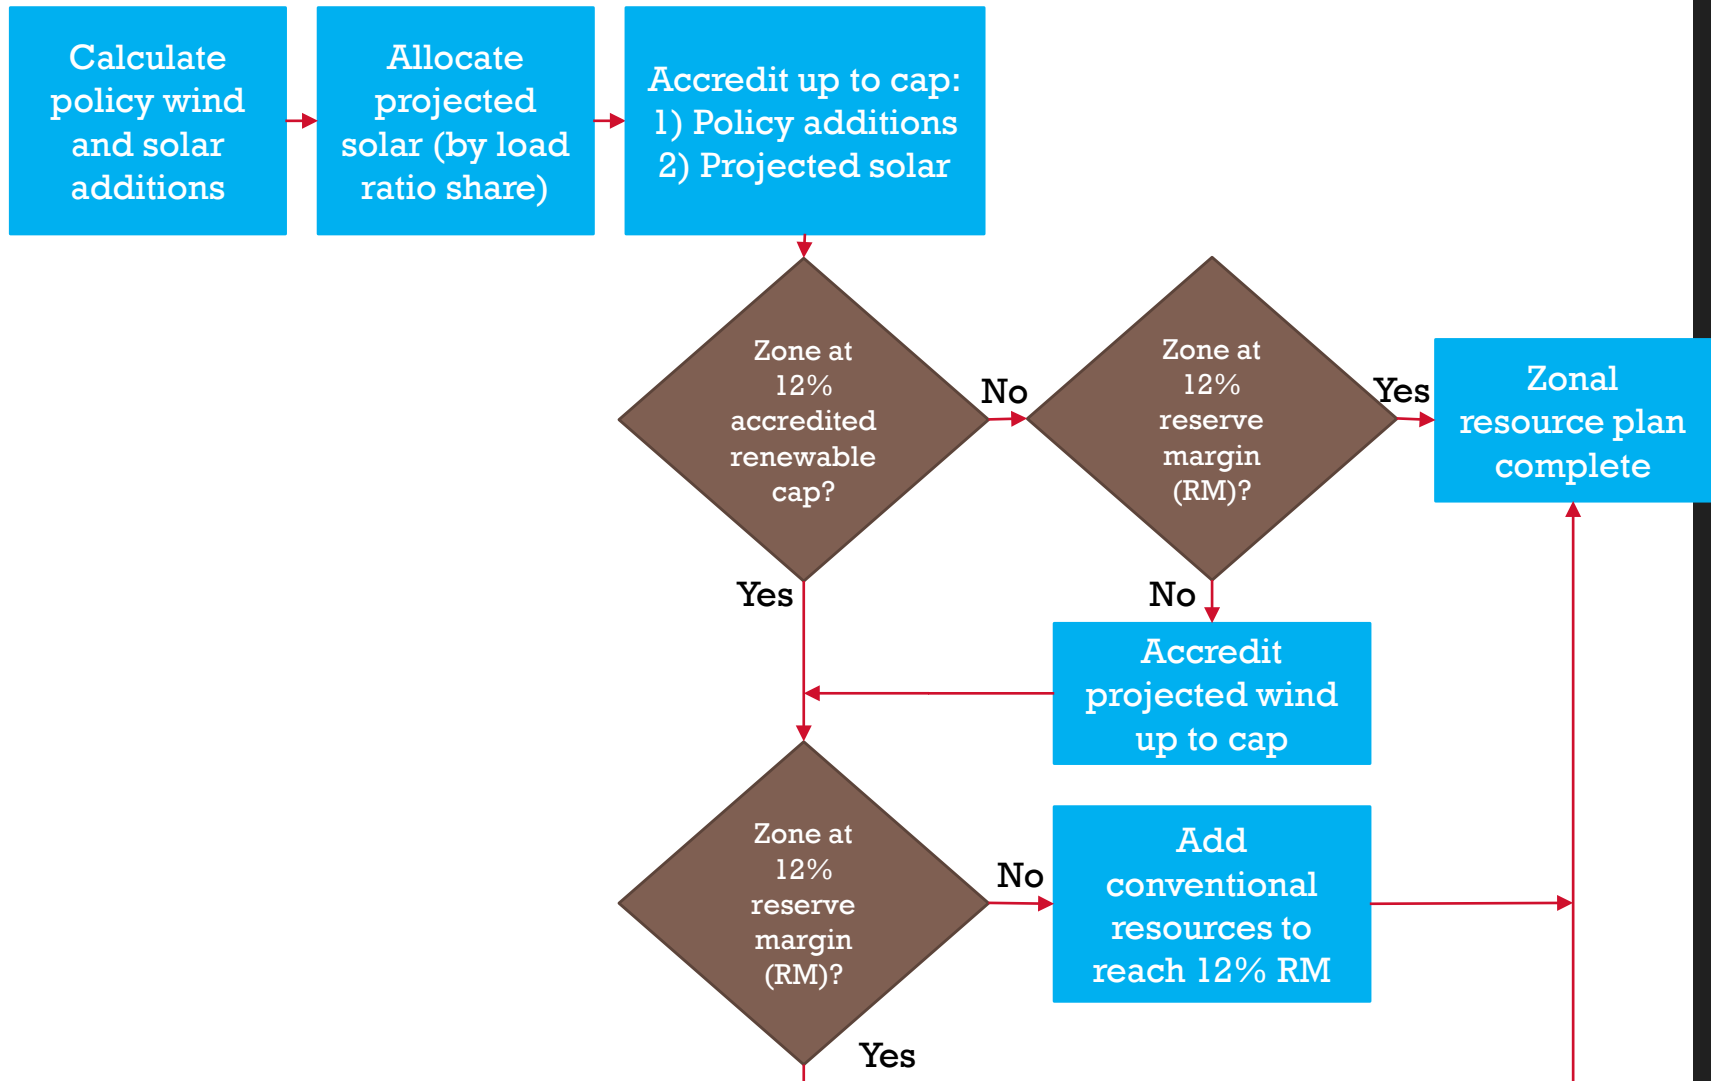 Calculate
policy wind
and solar
additions
Allocate
projected
solar (by load
ratio share)
Accredit up to cap:
1) Policy additions
2) Projected solar
Zone at
12%
accredited
renewable
cap?
No
Zone at
12%
reserve
margin
(RM)?
Yes
Zonal
resource plan
complete
Yes
No
Accredit
projected wind
up to cap
Zone at
12%
reserve
margin
(RM)?
No
Add
conventional
resources to
reach 12% RM
Yes